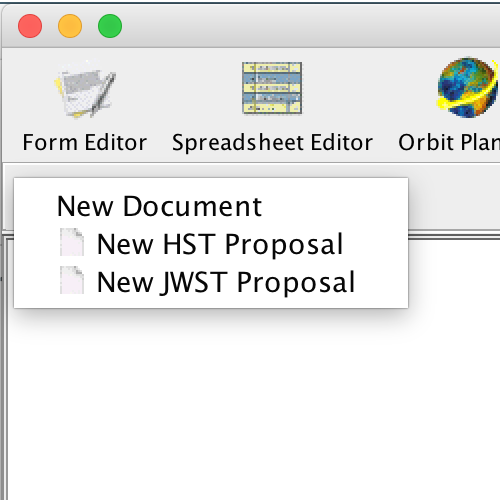 Form Editor Spreadsheet Editor Orbit Plan
New Document
New HST Proposal
New JWST Proposal